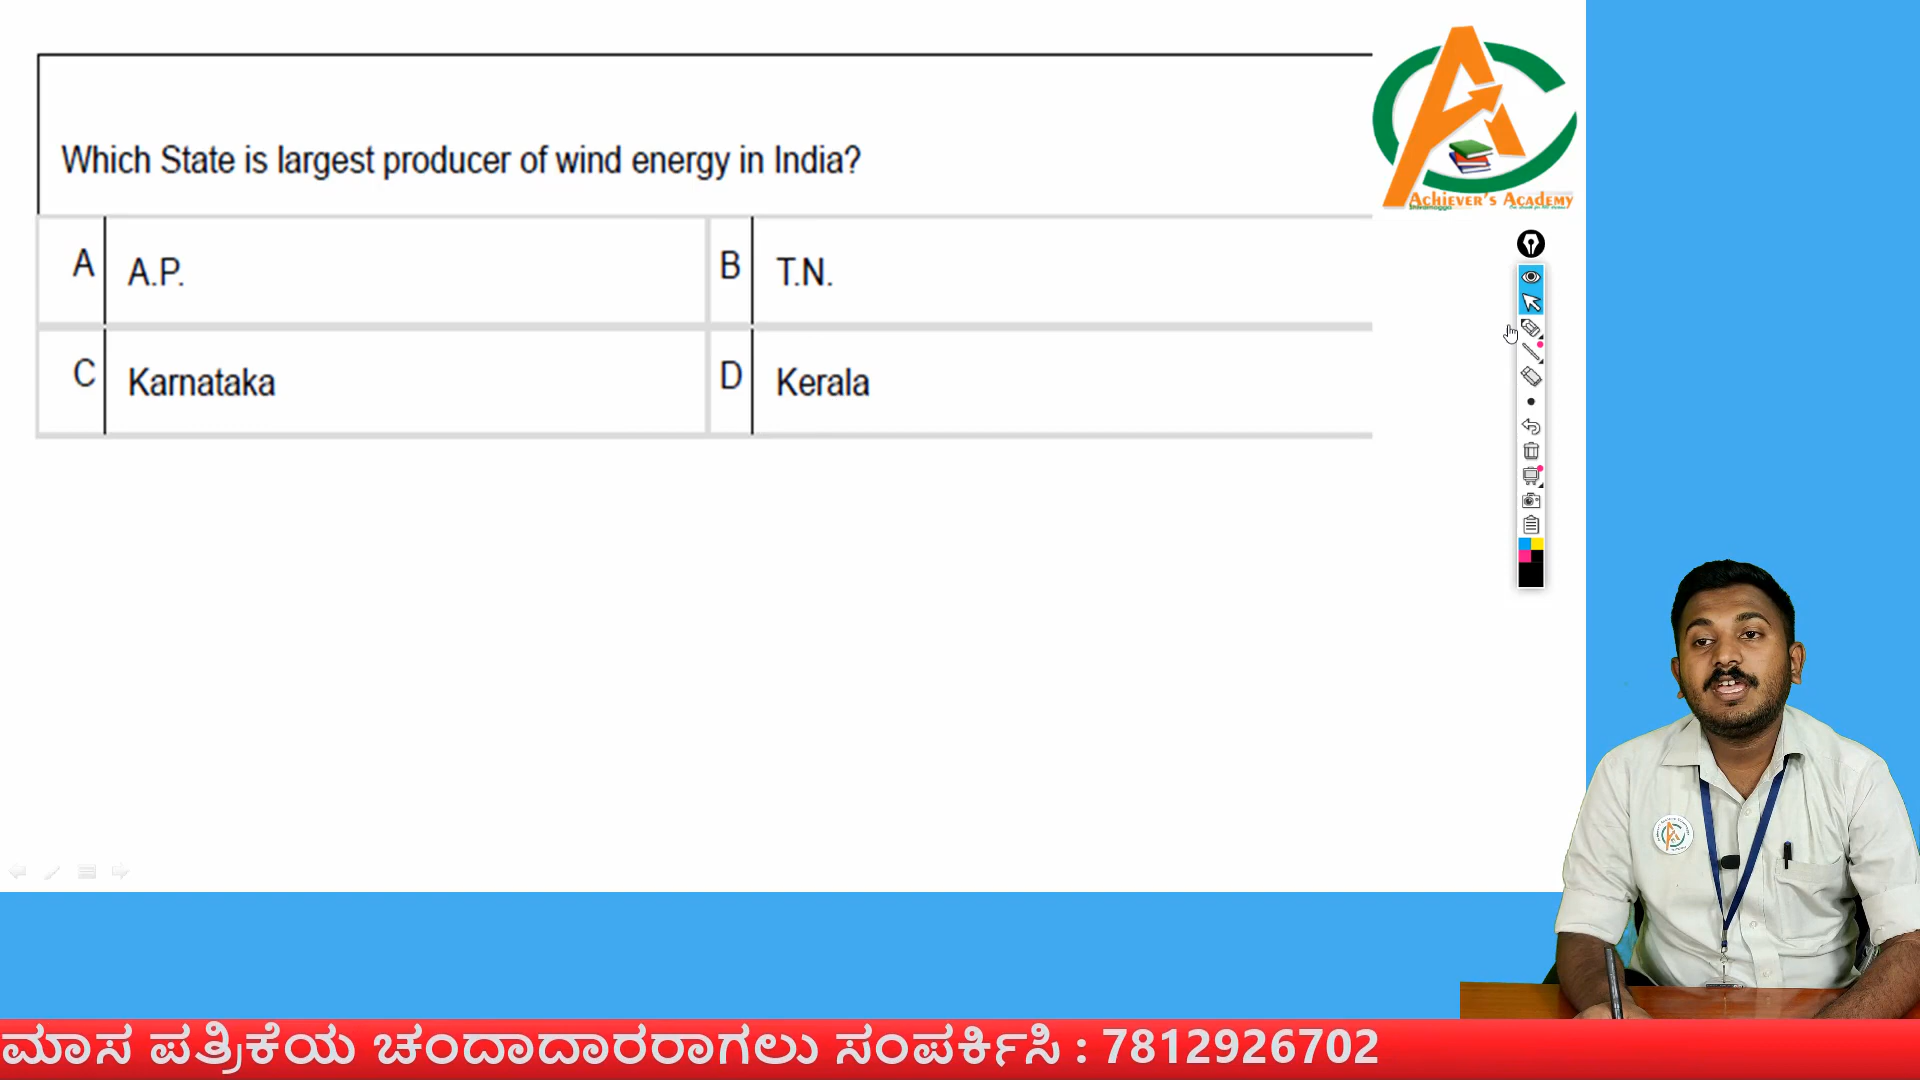 Which State is largest producer of wind energy in India?
A A.P. B T.N.
C Karnataka D Kerala
ACHIEVER'S ACADEMY
Shivamogga
ಮಾಸ ಪತ್ರಿಕೆಯ ಚಂದಾದಾರರಾಗಲು ಸಂಪರ್ಕಿಸಿ : 7812926702